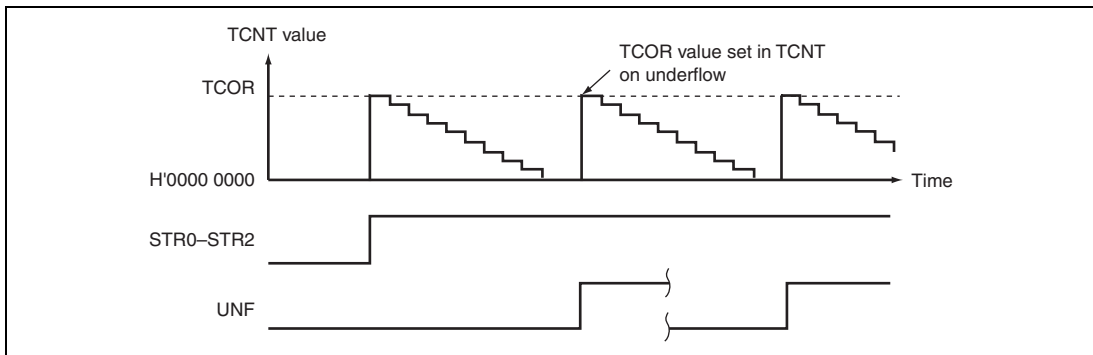 TCNT value
TCOR value set in TCNT
on underflow
TCOR
H'0000 0000
Time
STR0–STR2
UNF